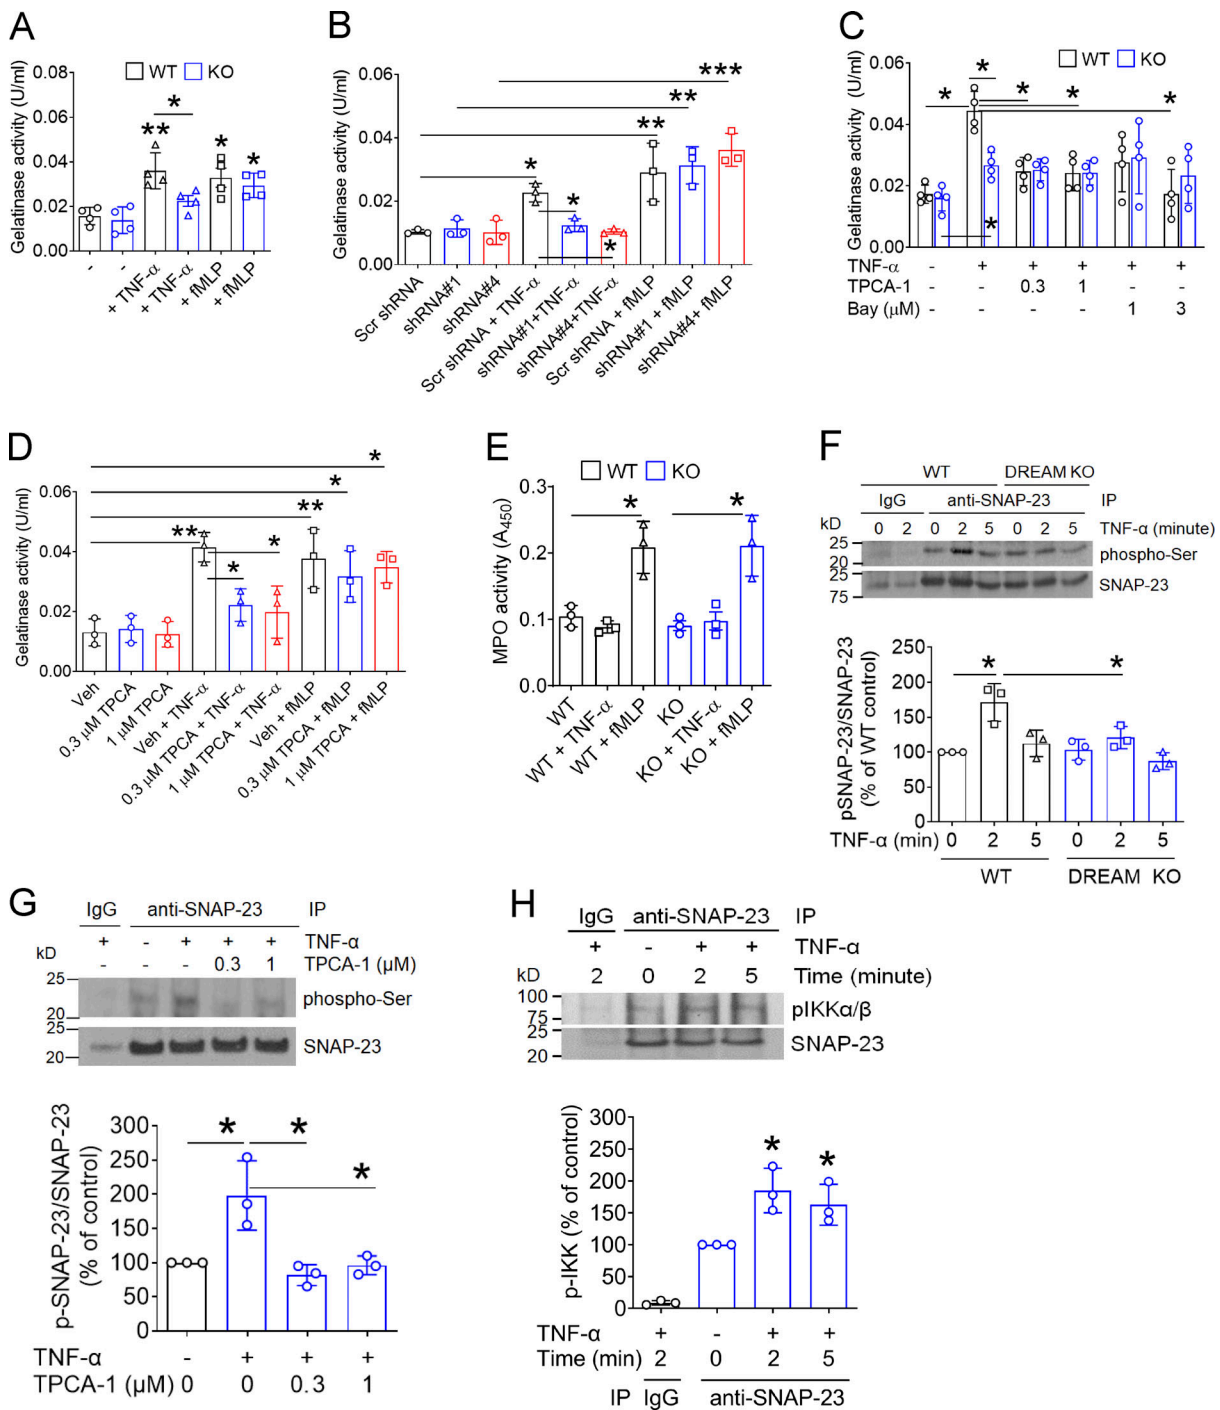 A
Gelatinase activity (U/ml)
WT KO
0.08
0.06
0.04
0.02
0.00
**
*
*
*
-
-
+ TNF-α
+ TNF-α
+ fMLP
+ fMLP
B
Gelatinase activity (U/ml)
0.06
0.04
0.02
0.00
***
**
**
*
*
*
Scr shRNA
shRNA#1
shRNA#4
Scr shRNA + TNF-α
shRNA#1+TNF-α
shRNA#4+TNF-α
Scr shRNA + fMLP
shRNA#1 + fMLP
shRNA#4+ fMLP
C
Gelatinase activity (U/ml)
WT KO
0.06
0.04
0.02
0.00
*
*
*
*
*
*
TNF-α - + + + + +
TPCA-1 - - 0.3 1 - -
Bay (μM) - - - - 1 3
D
Gelatinase activity (U/ml)
0.06
0.04
0.02
0.00
*
*
**
**
*
*
Veh
0.3 μM TPCA
1 μM TPCA
Veh + TNF-α
0.3 μM TPCA + TNF-α
1 μM TPCA + TNF-α
Veh + fMLP
0.3 μM TPCA + fMLP
1 μM TPCA + fMLP
E
MPO activity (A450)
WT KO
0.3
0.2
0.1
0.0
*
*
WT
WT + TNF-α
WT + fMLP
KO
KO + TNF-α
KO + fMLP
F
WT DREAM KO
IgG anti-SNAP-23 IP
kD 0 2 0 2 5 0 2 5 TNF-α (minute)
25
20
phospho-Ser
25
75
SNAP-23
pSNAP-23/SNAP-23
(% of WT control)
250
200
150
100
50
0
*
*
TNF-α (min) 0 2 5 0 2 5
WT DREAM KO
G
IgG anti-SNAP-23 IP
+ - + + + TNF-α
kD - - - 0.3 1 TPCA-1 (μM)
25
20
phospho-Ser
25
20
SNAP-23
p-SNAP-23/SNAP-23
(% of control)
300
250
200
150
100
50
0
*
*
*
TNF-α - + + +
TPCA-1 (μM) 0 0 0.3 1
H
IgG anti-SNAP-23 IP
+ - + + TNF-α
kD 2 0 2 5 Time (minute)
100
75
pIKKα/β
25
20
SNAP-23
p-IKK (% of control)
300
250
200
150
100
50
0
*
*
TNF-α + - + +
Time (min) 2 0 2 5
IP IgG anti-SNAP-23